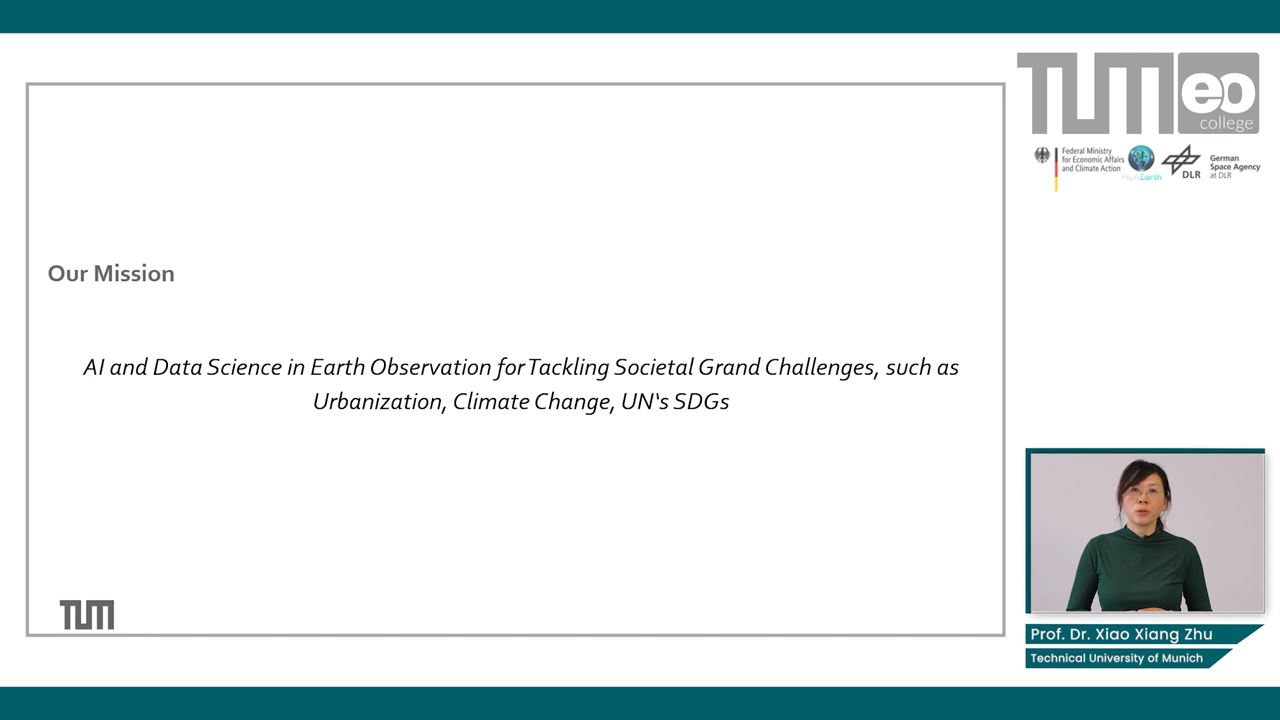 Our Mission
AI and Data Science in Earth Observation for Tackling Societal Grand Challenges, such as
Urbanization, Climate Change, UN‘s SDGs
TUM
TUM
eo
college
Federal Ministry
for Economic Affairs
and Climate Action
ML4Earth
DLR
German
Space Agency
at DLR
Prof. Dr. Xiao Xiang Zhu
Technical University of Munich